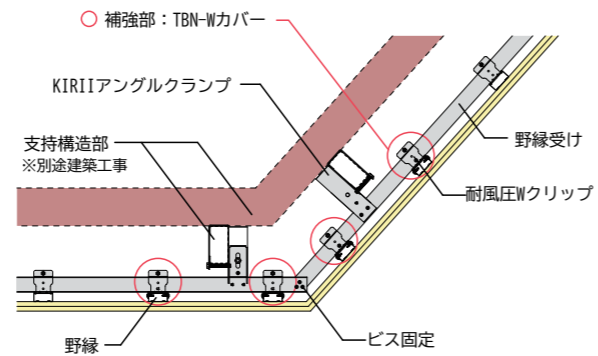 補強部：TBN-Wカバー
KIRIIアングルクランプ
支持構造部
※別途建築工事
野縁受け
耐風圧Wクリップ
ビス固定
野縁